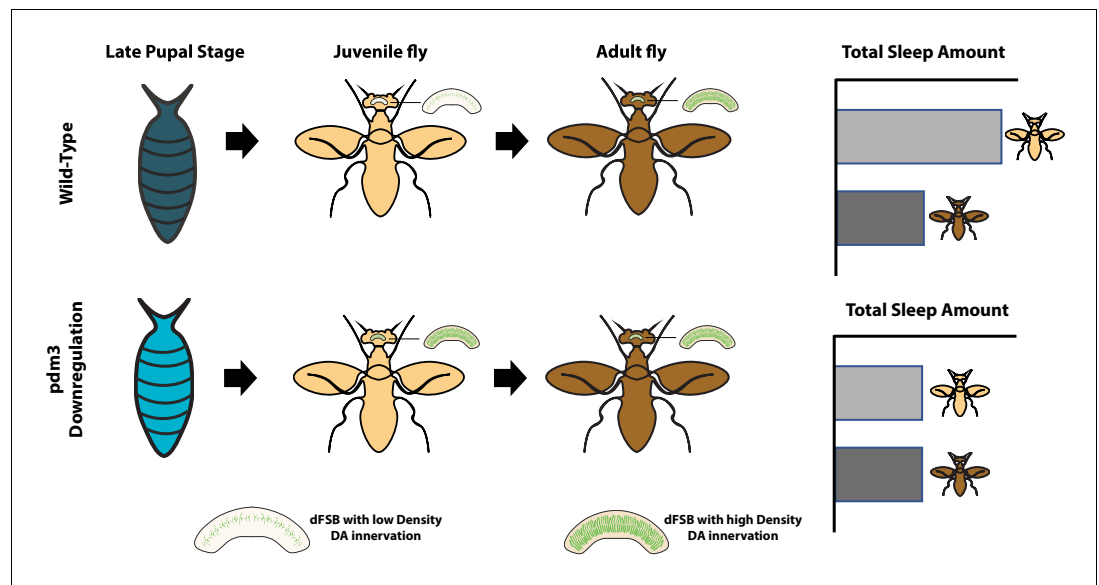 Late Pupal Stage
Juvenile fly
Adult fly
Total Sleep Amount
Wild-Type
pdm3
Downregulation
Total Sleep Amount
dFSB with low Density
DA innervation
dFSB with high Density
DA innervation